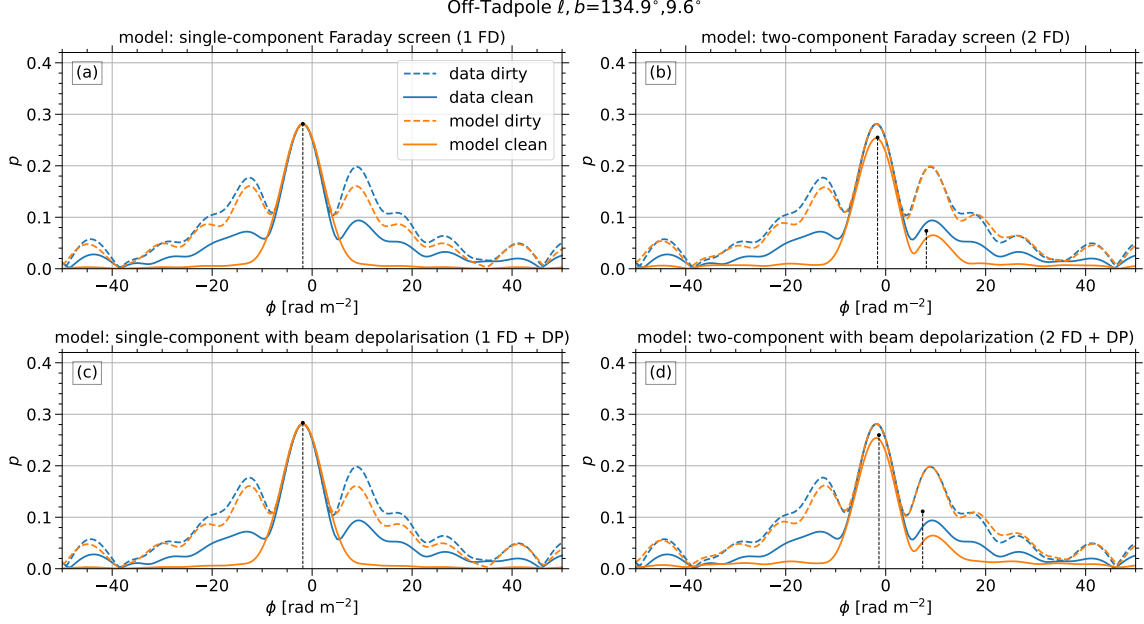 Off-Tadpole ℓ, b=134.9°,9.6°
model: single-component Faraday screen (1 FD)
(a)
data dirty
data clean
model dirty
model clean
0.4
0.3
0.2
0.1
0.0
p
−40 −20 0 20 40
ϕ [rad m⁻²]
model: two-component Faraday screen (2 FD)
(b)
0.4
0.3
0.2
0.1
0.0
p
−40 −20 0 20 40
ϕ [rad m⁻²]
model: single-component with beam depolarisation (1 FD + DP)
(c)
0.4
0.3
0.2
0.1
0.0
p
−40 −20 0 20 40
ϕ [rad m⁻²]
model: two-component with beam depolarization (2 FD + DP)
(d)
0.4
0.3
0.2
0.1
0.0
p
−40 −20 0 20 40
ϕ [rad m⁻²]